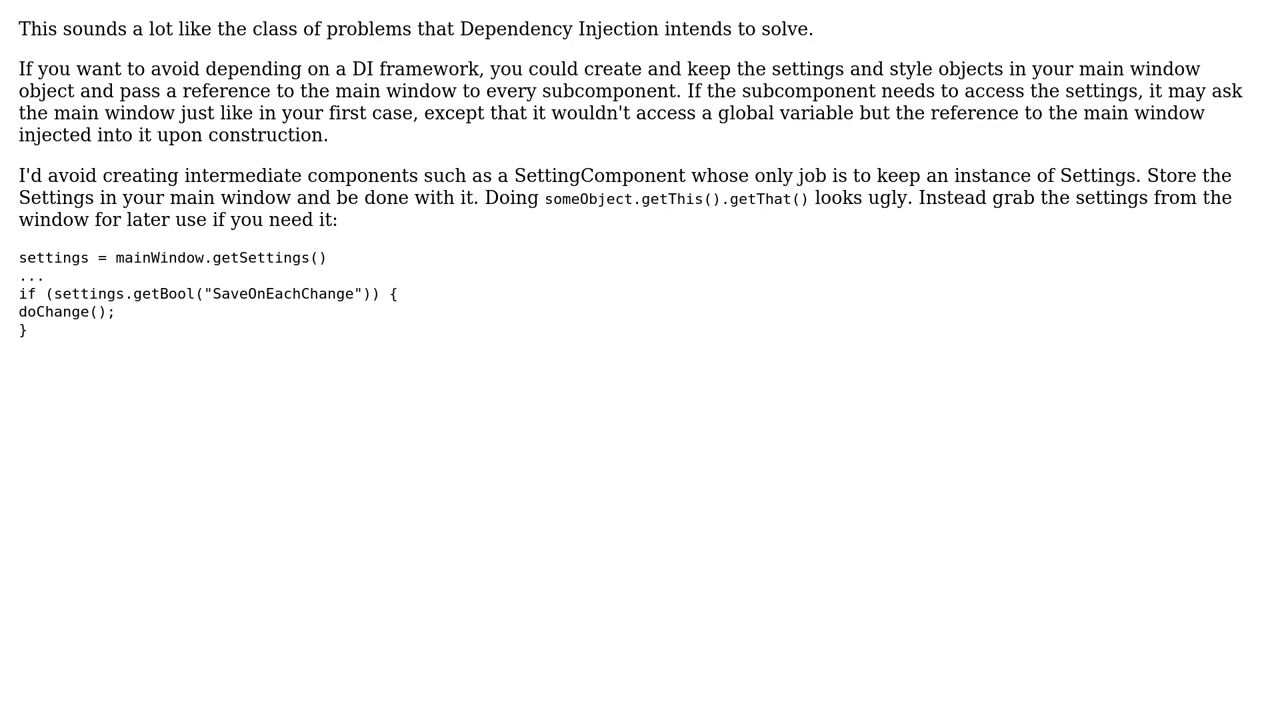 This sounds a lot like the class of problems that Dependency Injection intends to solve.
If you want to avoid depending on a DI framework, you could create and keep the settings and style objects in your main window
object and pass a reference to the main window to every subcomponent. If the subcomponent needs to access the settings, it may ask
the main window just like in your first case, except that it wouldn't access a global variable but the reference to the main window
injected into it upon construction.
I'd avoid creating intermediate components such as a SettingComponent whose only job is to keep an instance of Settings. Store the
Settings in your main window and be done with it. Doing someObject.getThis().getThat() looks ugly. Instead grab the settings from the
window for later use if you need it:
settings = mainWindow.getSettings()
...
if (settings.getBool("SaveOnEachChange")) {
doChange();
}